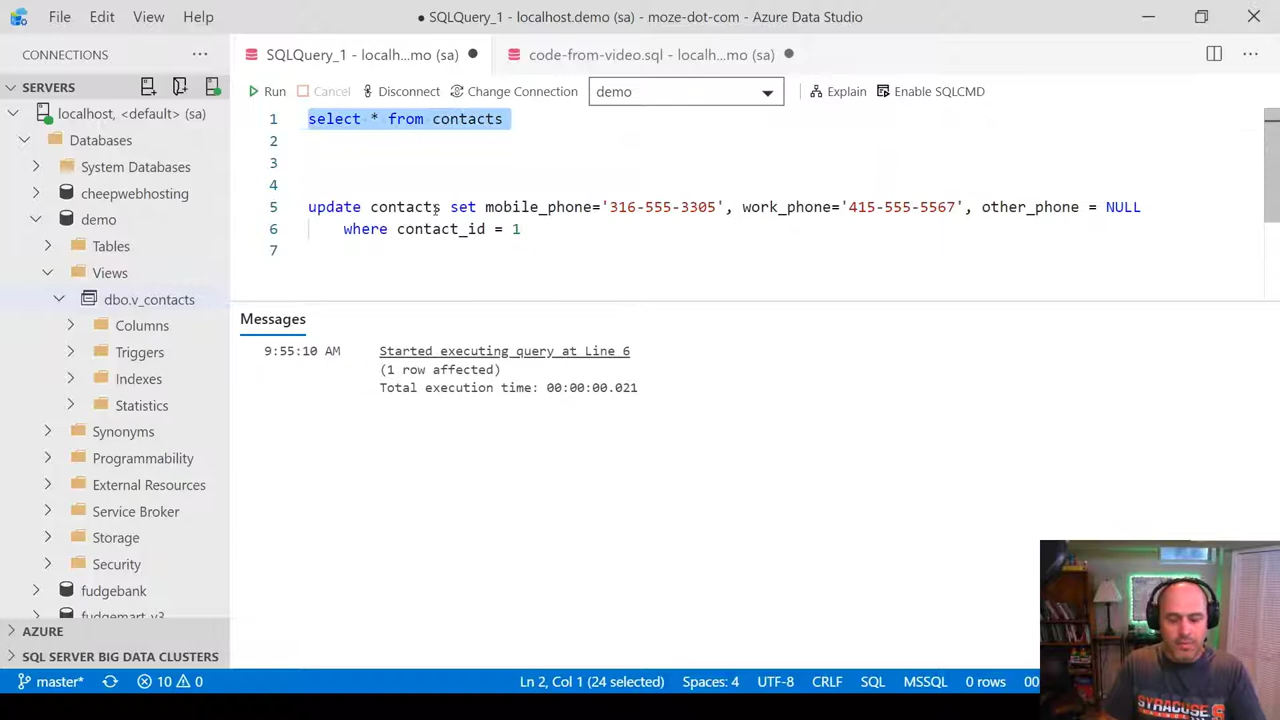 File Edit View Help
● SQLQuery_1 - localhost.demo (sa) - moze-dot-com - Azure Data Studio
CONNECTIONS ···
SQLQuery_1 - localh...mo (sa) ●
code-from-video.sql - localh...mo (sa) ●
SERVERS
Run Cancel Disconnect Change Connection demo Explain Enable SQLCMD
localhost, <default> (sa)
Databases
System Databases
cheepwebhosting
demo
Tables
Views
dbo.v_contacts
Columns
Triggers
Indexes
Statistics
Synonyms
Programmability
External Resources
Service Broker
Storage
Security
fudgebank
fudgemart_v3
AZURE
SQL SERVER BIG DATA CLUSTERS
1 select * from contacts
2
3
4
5 update contacts set mobile_phone='316-555-3305', work_phone='415-555-5567', other_phone = NULL
6 where contact_id = 1
7
Messages
9:55:10 AM Started executing query at Line 6
(1 row affected)
Total execution time: 00:00:00.021
master* 10 0 Ln 2, Col 1 (24 selected) Spaces: 4 UTF-8 CRLF SQL MSSQL 0 rows 00
SYRACUSE